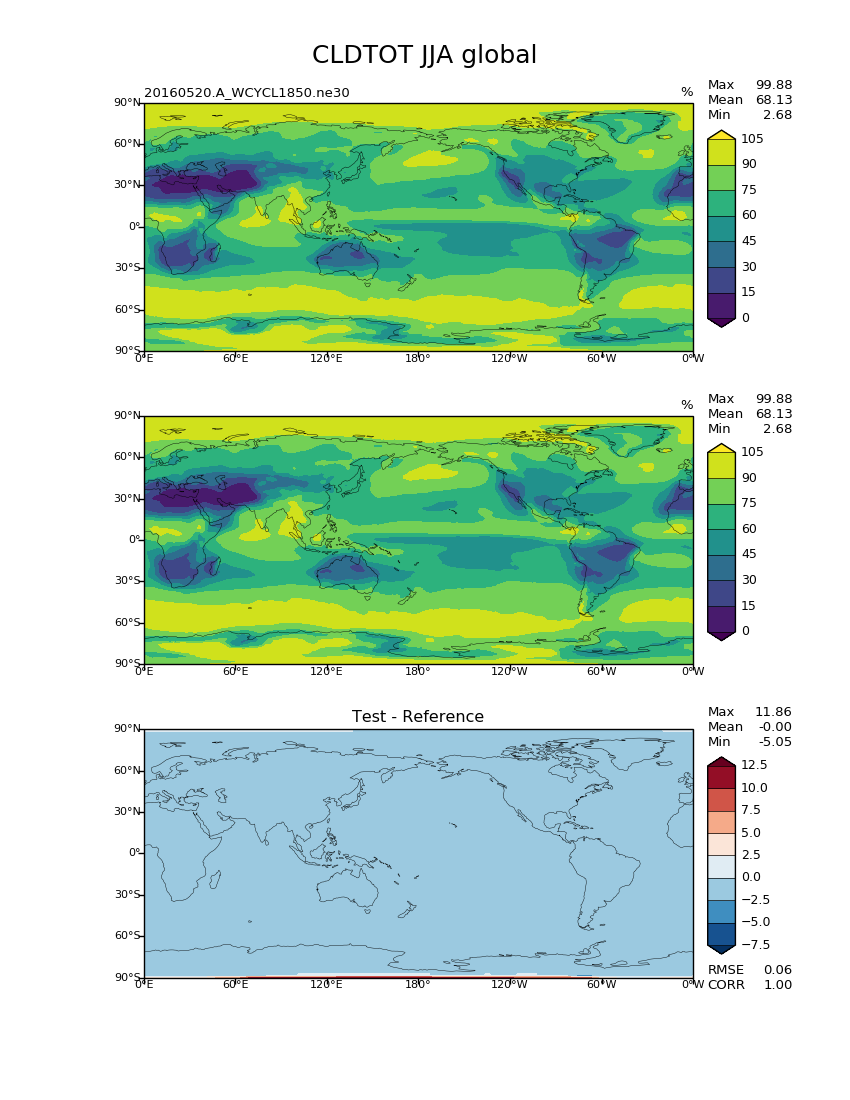 CLDTOT JJA global
20160520.A_WCYCL1850.ne30
%
Max 99.88
Mean 68.13
Min 2.68
90°N
60°N
30°N
0°
30°S
60°S
90°S
0°E 60°E 120°E 180° 120°W 60°W 0°W
105
90
75
60
45
30
15
0
%
Max 99.88
Mean 68.13
Min 2.68
90°N
60°N
30°N
0°
30°S
60°S
90°S
0°E 60°E 120°E 180° 120°W 60°W 0°W
105
90
75
60
45
30
15
0
Test - Reference
Max 11.86
Mean -0.00
Min -5.05
90°N
60°N
30°N
0°
30°S
60°S
90°S
0°E 60°E 120°E 180° 120°W 60°W 0°W
12.5
10.0
7.5
5.0
2.5
0.0
−2.5
−5.0
−7.5
RMSE 0.06
CORR 1.00